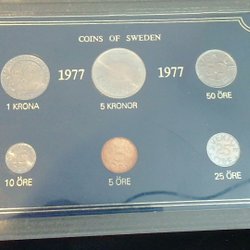 COINS OF SWEDEN
1977 1977
1 KRONA 5 KRONOR 50 ÖRE
10 ÖRE 5 ÖRE 25 ÖRE